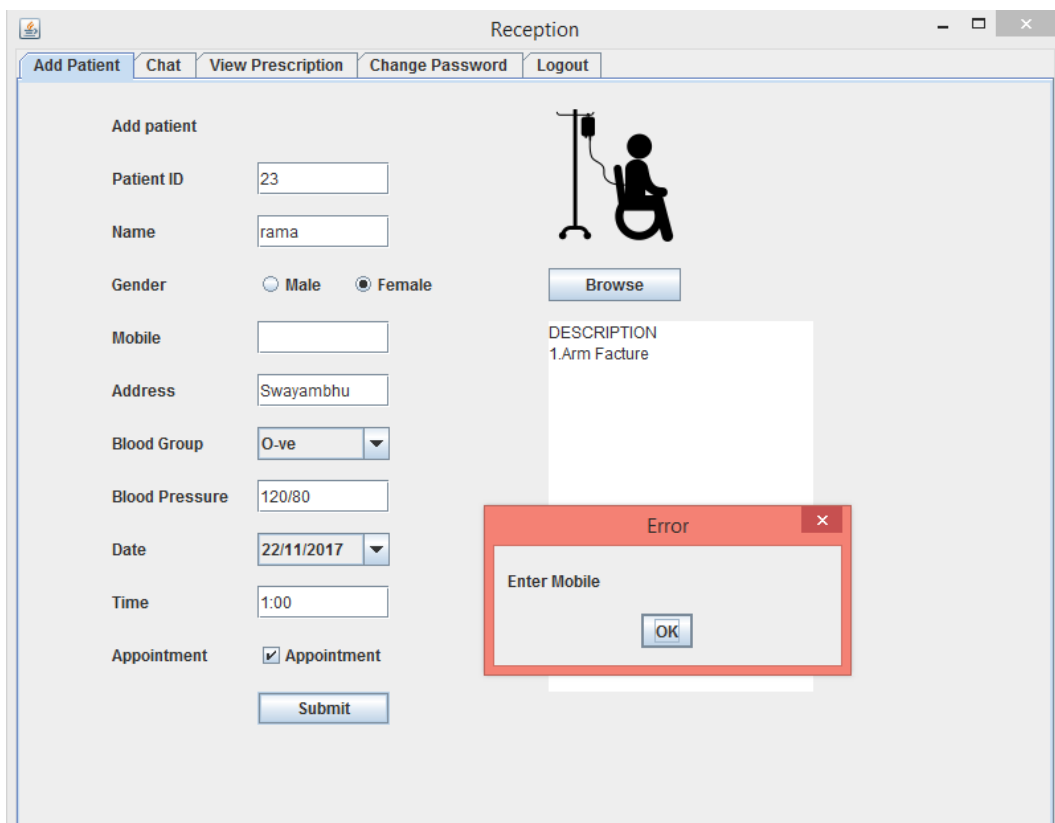 Reception
Add Patient Chat View Prescription Change Password Logout
Add patient
Patient ID 23
Name rama
Gender Male Female
Browse
Mobile
DESCRIPTION
1.Arm Facture
Address Swayambhu
Blood Group O-ve
Blood Pressure 120/80
Date 22/11/2017
Time 1:00
Appointment Appointment
Submit
Error
Enter Mobile
OK